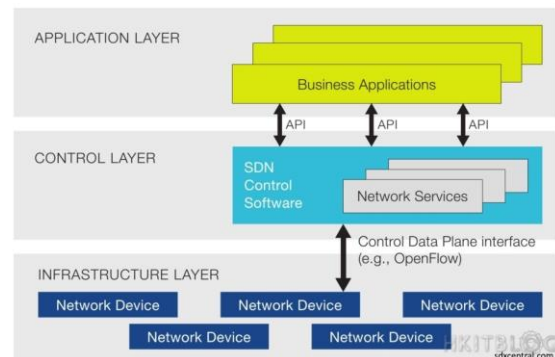 APPLICATION LAYER
Business Applications
API
API
API
CONTROL LAYER
SDN
Control
Software
Network Services
Control Data Plane interface
(e.g., OpenFlow)
INFRASTRUCTURE LAYER
Network Device
Network Device
Network Device
Network Device
Network Device
HKITBLOG
sdxcentral.com